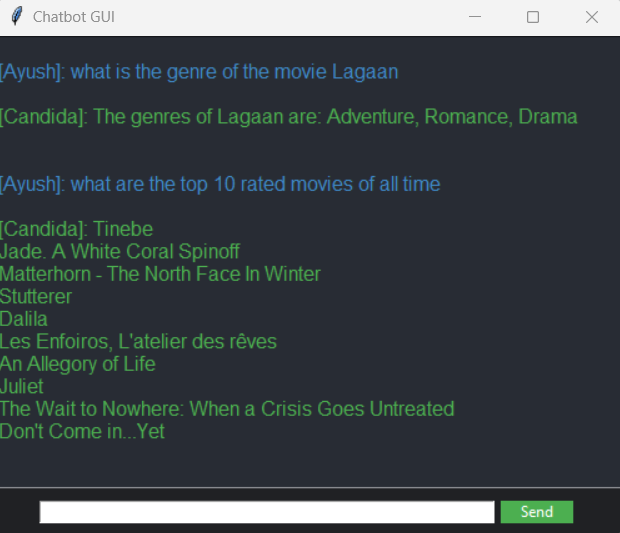 Chatbot GUI
[Ayush]: what is the genre of the movie Lagaan
[Candida]: The genres of Lagaan are: Adventure, Romance, Drama
[Ayush]: what are the top 10 rated movies of all time
[Candida]: Tinebe
Jade. A White Coral Spinoff
Matterhorn - The North Face In Winter
Stutterer
Dalila
Les Enfoiros, L'atelier des rêves
An Allegory of Life
Juliet
The Wait to Nowhere: When a Crisis Goes Untreated
Don't Come in...Yet
Send